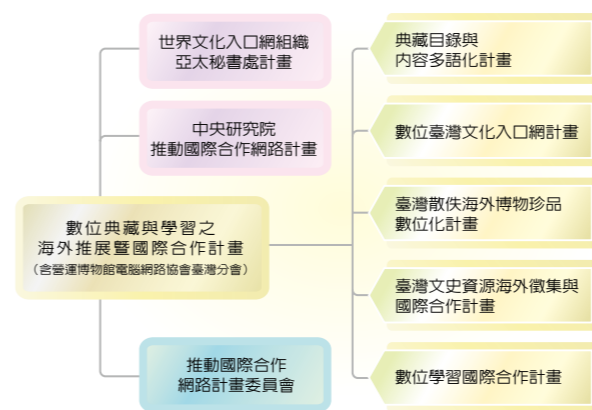 世界文化入口網組織
亞太秘書處計畫
中央研究院
推動國際合作網路計畫
數位典藏與學習之
海外推展暨國際合作計畫
（含營運博物館電腦網路協會臺灣分會）
推動國際合作
網路計畫委員會
典藏目錄與
內容多語化計畫
數位臺灣文化入口網計畫
臺灣散佚海外博物珍品
數位化計畫
臺灣文史資源海外徵集與
國際合作計畫
數位學習國際合作計畫